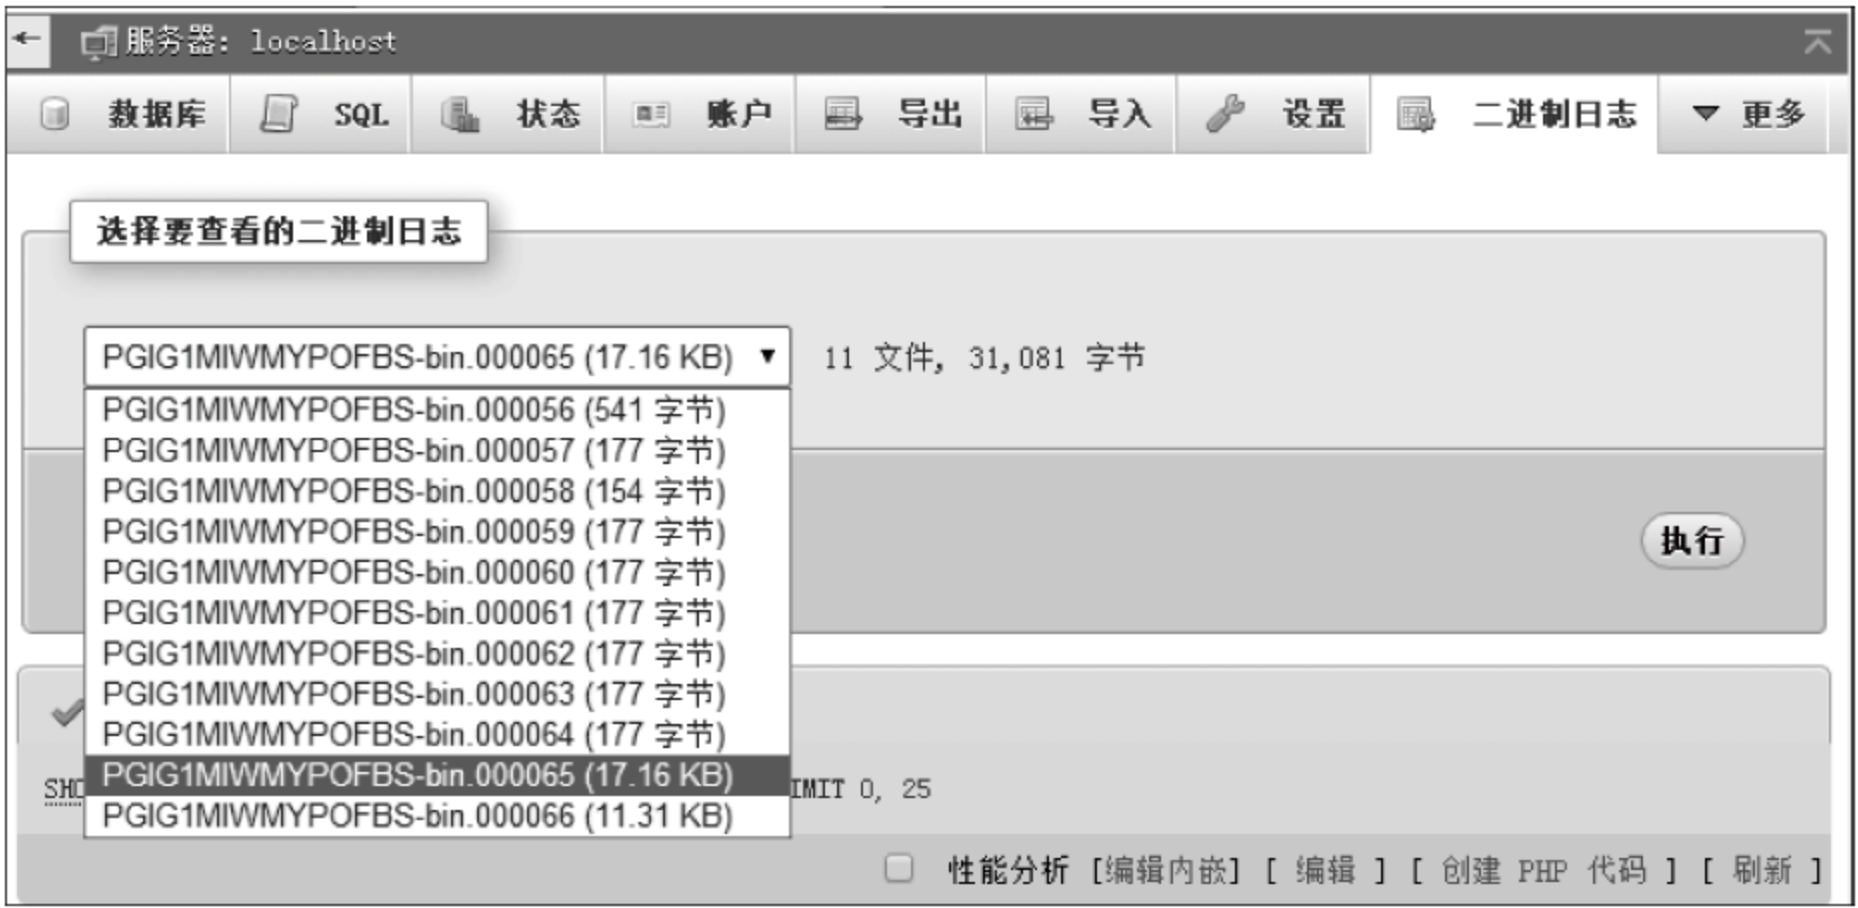 服务器: localhost
数据库 SQL 状态 账户 导出 导入 设置 二进制日志 更多
选择要查看的二进制日志
PGIG1MIWMYPOFBS-bin.000065 (17.16 KB) 11 文件, 31,081 字节
PGIG1MIWMYPOFBS-bin.000056 (541 字节)
PGIG1MIWMYPOFBS-bin.000057 (177 字节)
PGIG1MIWMYPOFBS-bin.000058 (154 字节)
PGIG1MIWMYPOFBS-bin.000059 (177 字节)
执行
PGIG1MIWMYPOFBS-bin.000060 (177 字节)
PGIG1MIWMYPOFBS-bin.000061 (177 字节)
PGIG1MIWMYPOFBS-bin.000062 (177 字节)
PGIG1MIWMYPOFBS-bin.000063 (177 字节)
PGIG1MIWMYPOFBS-bin.000064 (177 字节)
PGIG1MIWMYPOFBS-bin.000065 (17.16 KB)
IMIT 0, 25
PGIG1MIWMYPOFBS-bin.000066 (11.31 KB)
性能分析 [编辑内嵌] [ 编辑 ] [ 创建 PHP 代码 ] [ 刷新 ]